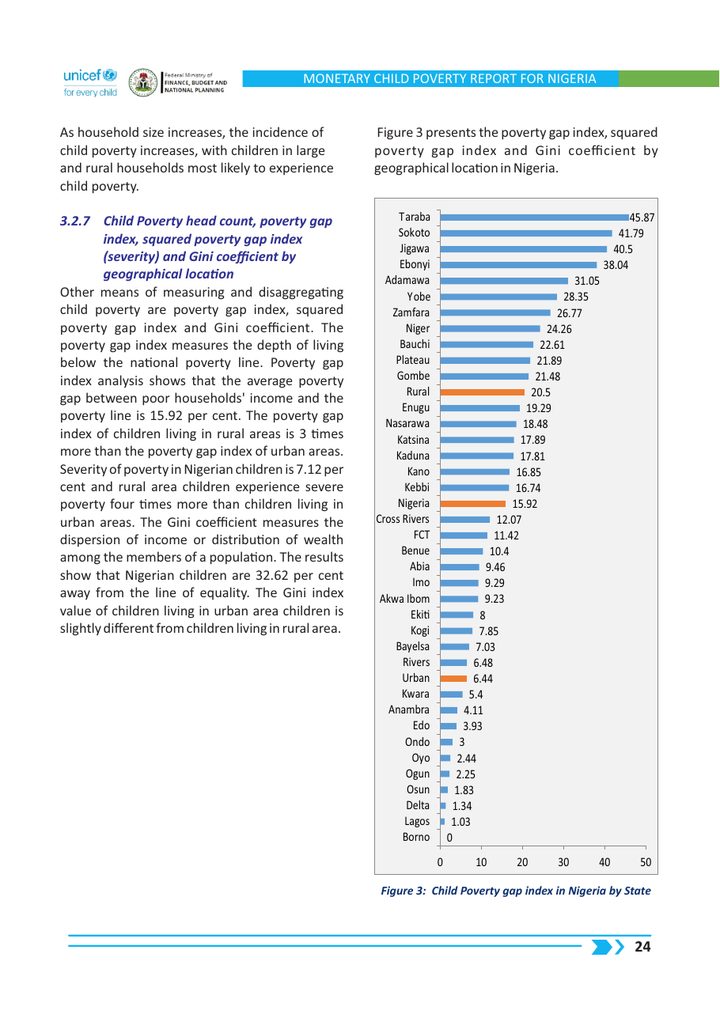 unicef
for every child
Federal Ministry of
FINANCE, BUDGET AND
NATIONAL PLANNING
MONETARY CHILD POVERTY REPORT FOR NIGERIA
As household size increases, the incidence of
child poverty increases, with children in large
and rural households most likely to experience
child poverty.
3.2.7 Child Poverty head count, poverty gap
index, squared poverty gap index
(severity) and Gini coefficient by
geographical location
Other means of measuring and disaggregating
child poverty are poverty gap index, squared
poverty gap index and Gini coefficient. The
poverty gap index measures the depth of living
below the national poverty line. Poverty gap
index analysis shows that the average poverty
gap between poor households' income and the
poverty line is 15.92 per cent. The poverty gap
index of children living in rural areas is 3 times
more than the poverty gap index of urban areas.
Severity of poverty in Nigerian children is 7.12 per
cent and rural area children experience severe
poverty four times more than children living in
urban areas. The Gini coefficient measures the
dispersion of income or distribution of wealth
among the members of a population. The results
show that Nigerian children are 32.62 per cent
away from the line of equality. The Gini index
value of children living in urban area children is
slightly different from children living in rural area.
Figure 3 presents the poverty gap index, squared
poverty gap index and Gini coefficient by
geographical location in Nigeria.
Taraba 45.87
Sokoto 41.79
Jigawa 40.5
Ebonyi 38.04
Adamawa 31.05
Yobe 28.35
Zamfara 26.77
Niger 24.26
Bauchi 22.61
Plateau 21.89
Gombe 21.48
Rural 20.5
Enugu 19.29
Nasarawa 18.48
Katsina 17.89
Kaduna 17.81
Kano 16.85
Kebbi 16.74
Nigeria 15.92
Cross Rivers 12.07
FCT 11.42
Benue 10.4
Abia 9.46
Imo 9.29
Akwa Ibom 9.23
Ekiti 8
Kogi 7.85
Bayelsa 7.03
Rivers 6.48
Urban 6.44
Kwara 5.4
Anambra 4.11
Edo 3.93
Ondo 3
Oyo 2.44
Ogun 2.25
Osun 1.83
Delta 1.34
Lagos 1.03
Borno 0
0 10 20 30 40 50
Figure 3: Child Poverty gap index in Nigeria by State
24